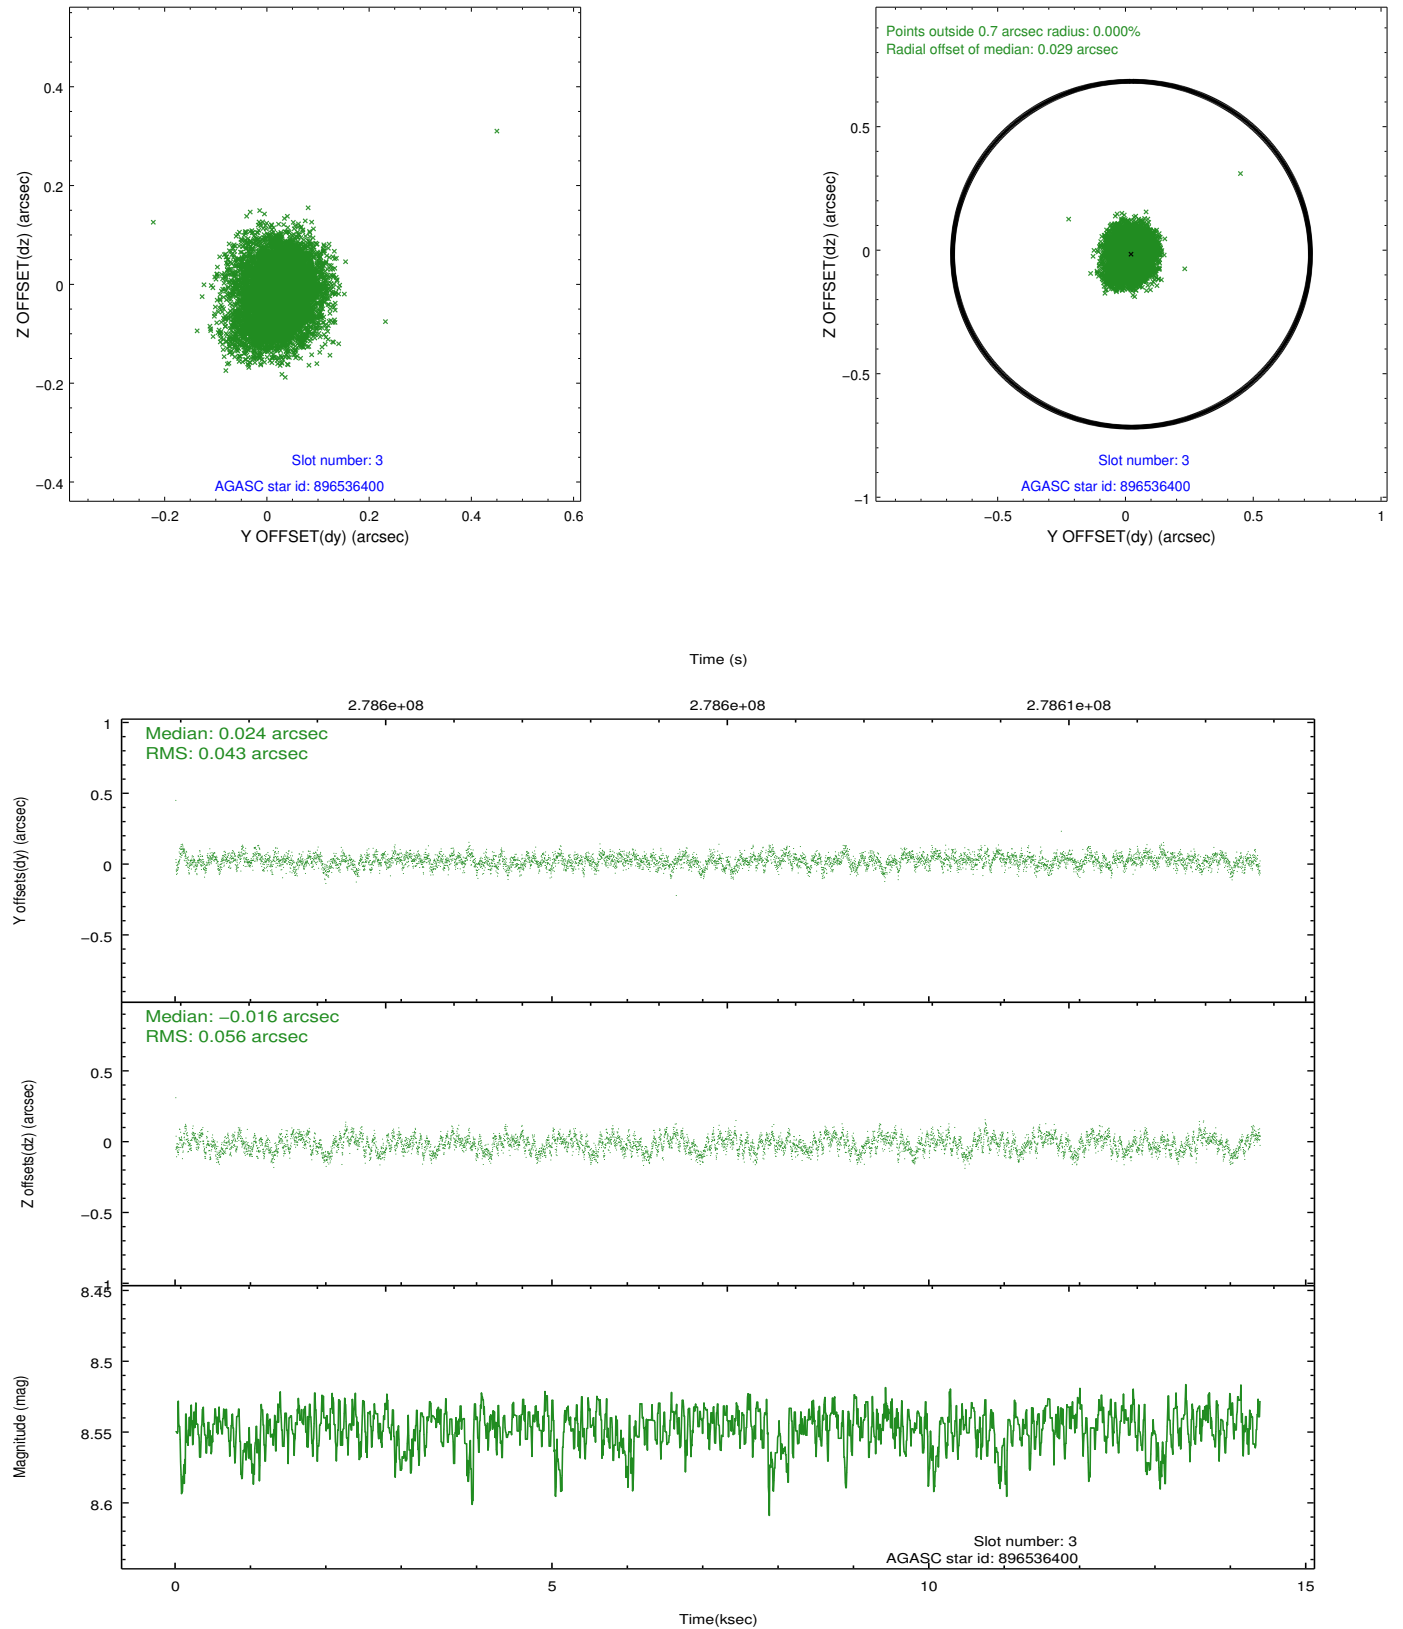 0.4
0.2
0
−0.2
−0.4
Z OFFSET(dz) (arcsec)
Slot number: 3
AGASC star id: 896536400
−0.2 0 0.2 0.4 0.6
Y OFFSET(dy) (arcsec)
Points outside 0.7 arcsec radius: 0.000%
Radial offset of median: 0.029 arcsec
0.5
0
−0.5
−1
Z OFFSET(dz) (arcsec)
Slot number: 3
AGASC star id: 896536400
−0.5 0 0.5 1
Y OFFSET(dy) (arcsec)
Time (s)
2.786e+08 2.786e+08 2.7861e+08
Median: 0.024 arcsec
RMS: 0.043 arcsec
1
0.5
0
−0.5
Y offsets(dy) (arcsec)
Median: −0.016 arcsec
RMS: 0.056 arcsec
0.5
0
−0.5
−1
Z offsets(dz) (arcsec)
8.45
8.5
8.55
8.6
Magnitude (mag)
Slot number: 3
AGASC star id: 896536400
0 5 10 15
Time(ksec)